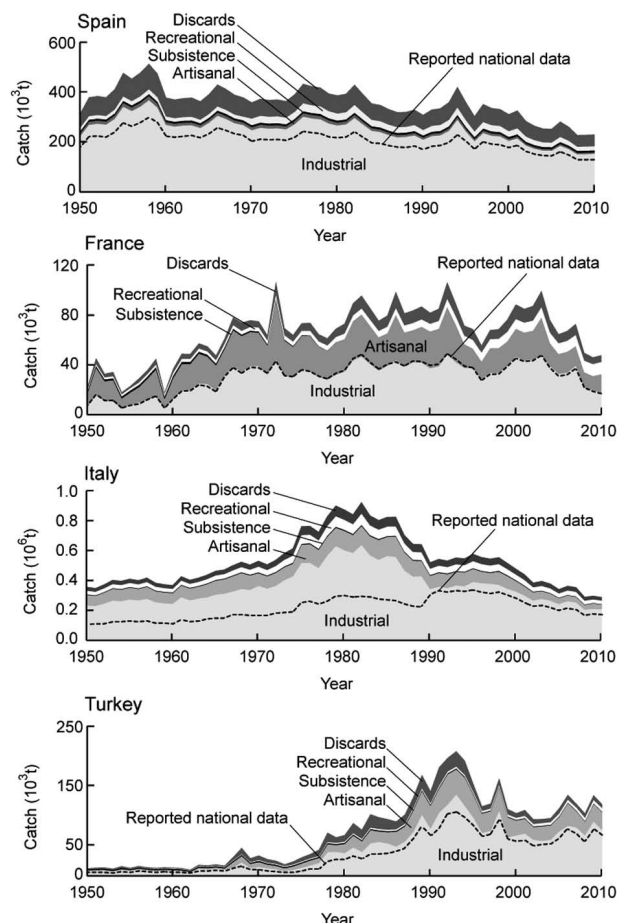 Spain
Discards
Recreational
Subsistence
Artisanal
Reported national data
Industrial
Catch (10³t)
600
400
200
0
1950 1960 1970 1980 1990 2000 2010
Year
France
Discards
Recreational
Subsistence
Reported national data
Artisanal
Industrial
Catch (10³t)
120
80
40
0
1950 1960 1970 1980 1990 2000 2010
Year
Italy
Discards
Recreational
Subsistence
Artisanal
Reported national data
Industrial
Catch (10⁶t)
1.0
0.8
0.6
0.4
0.2
0.0
1950 1960 1970 1980 1990 2000 2010
Year
Turkey
Discards
Recreational
Subsistence
Artisanal
Reported national data
Industrial
Catch (10³t)
250
150
50
0
1950 1960 1970 1980 1990 2000 2010
Year